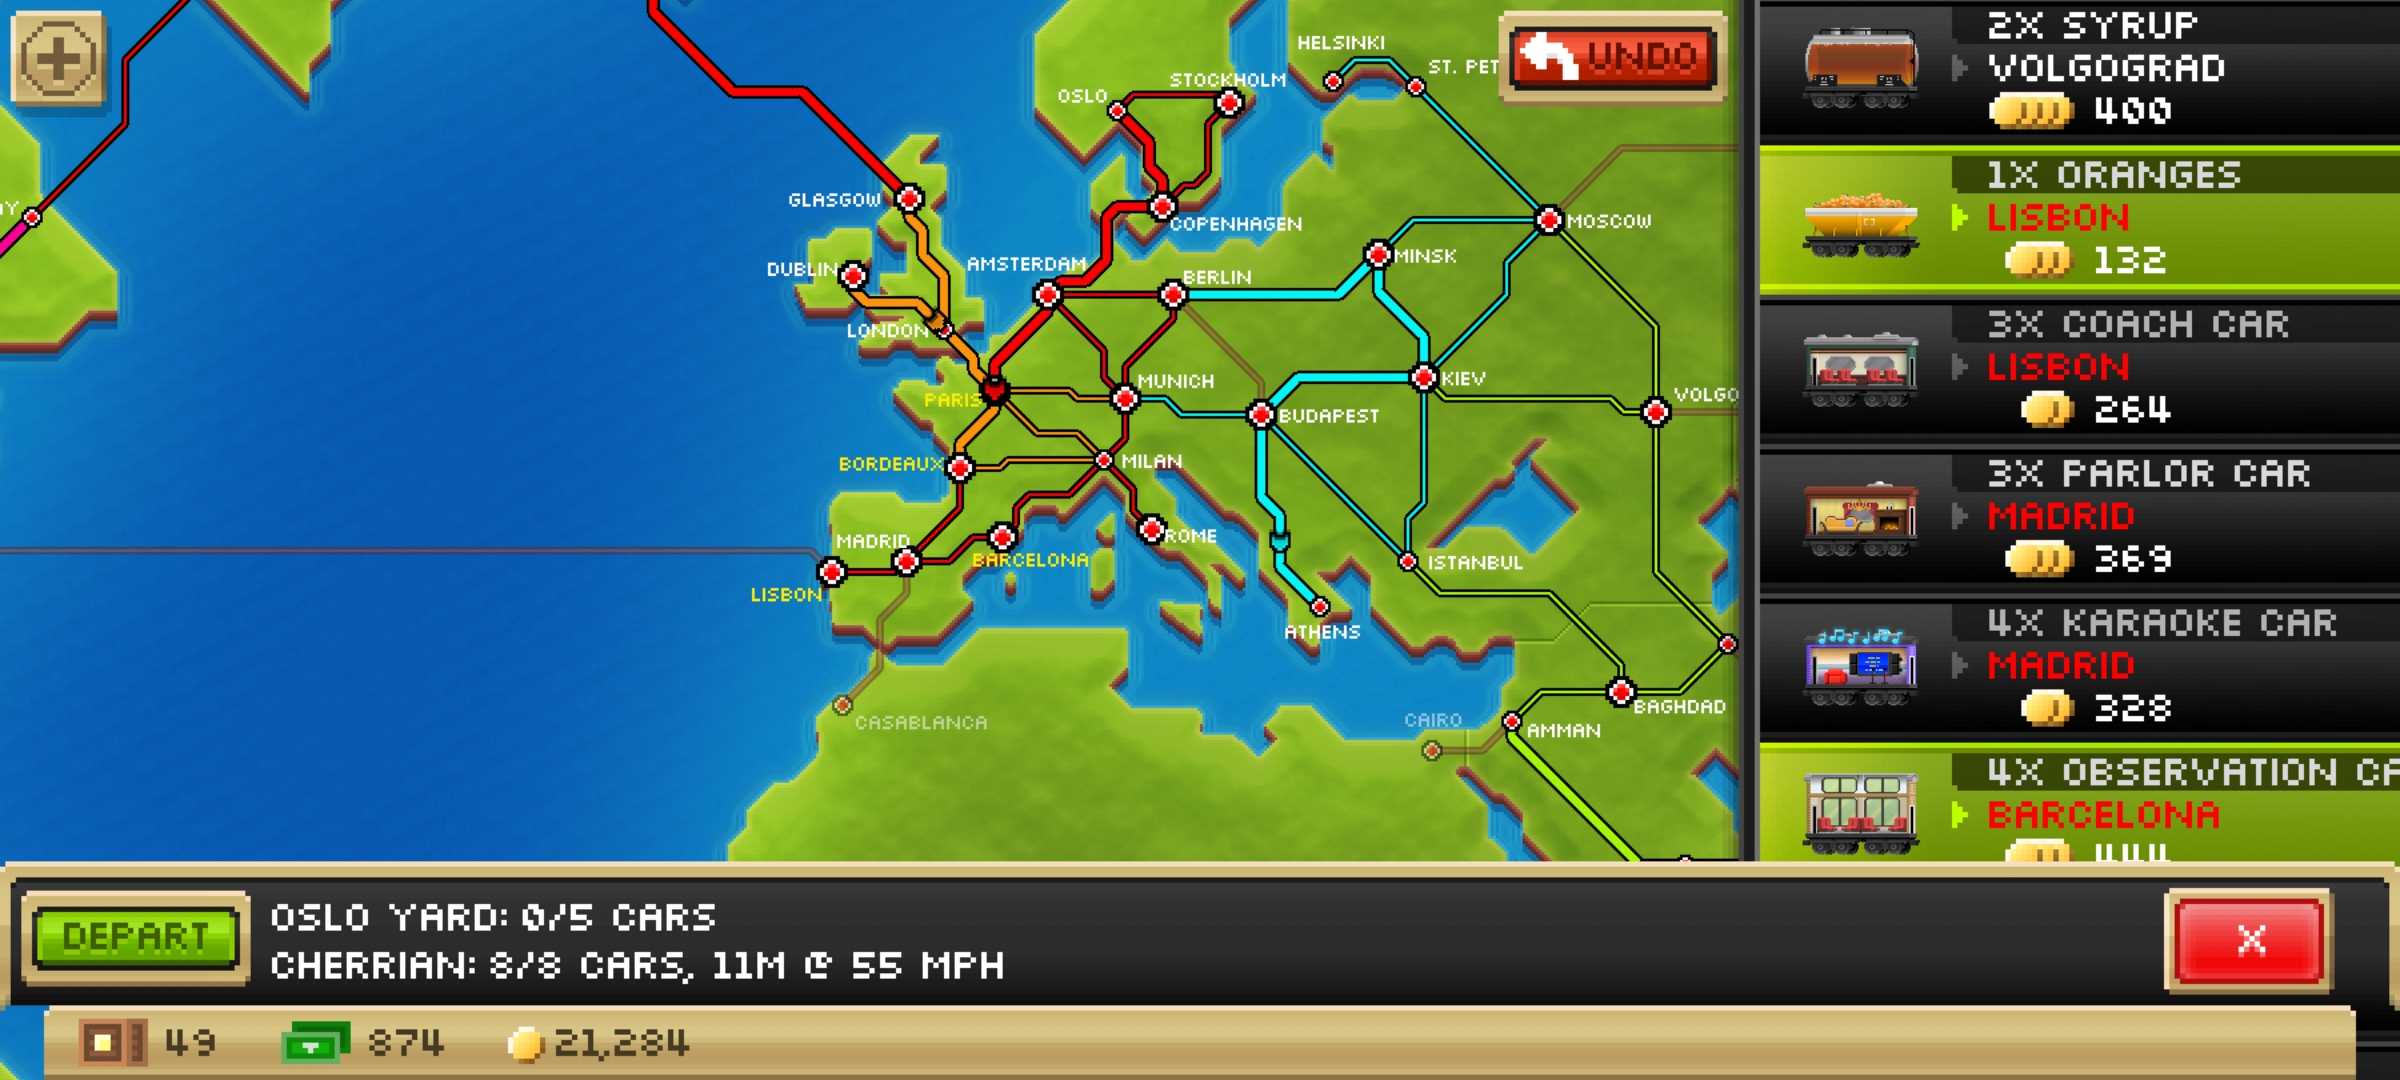 HELSINKI
ST. PET
UNDO
STOCKHOLM
OSLO
GLASGOW
COPENHAGEN
MOSCOW
MINSK
DUBLIN
AMSTERDAM
BERLIN
LONDON
MUNICH
KIEV
PARIS
VOLGO
BUDAPEST
BORDEAUX
MILAN
MADRID
ROME
BARCELONA
LISBON
ISTANBUL
ATHENS
CASABLANCA
CAIRO
BAGHDAD
AMMAN
2X SYRUP
VOLGOGRAD
400
1X ORANGES
LISBON
132
3X COACH CAR
LISBON
264
3X PARLOR CAR
MADRID
369
4X KARAOKE CAR
MADRID
328
4X OBSERVATION CA
BARCELONA
444
DEPART
OSLO YARD: 0/5 CARS
CHERRIAN: 8/8 CARS, 11M @ 55 MPH
X
49
874
21,284